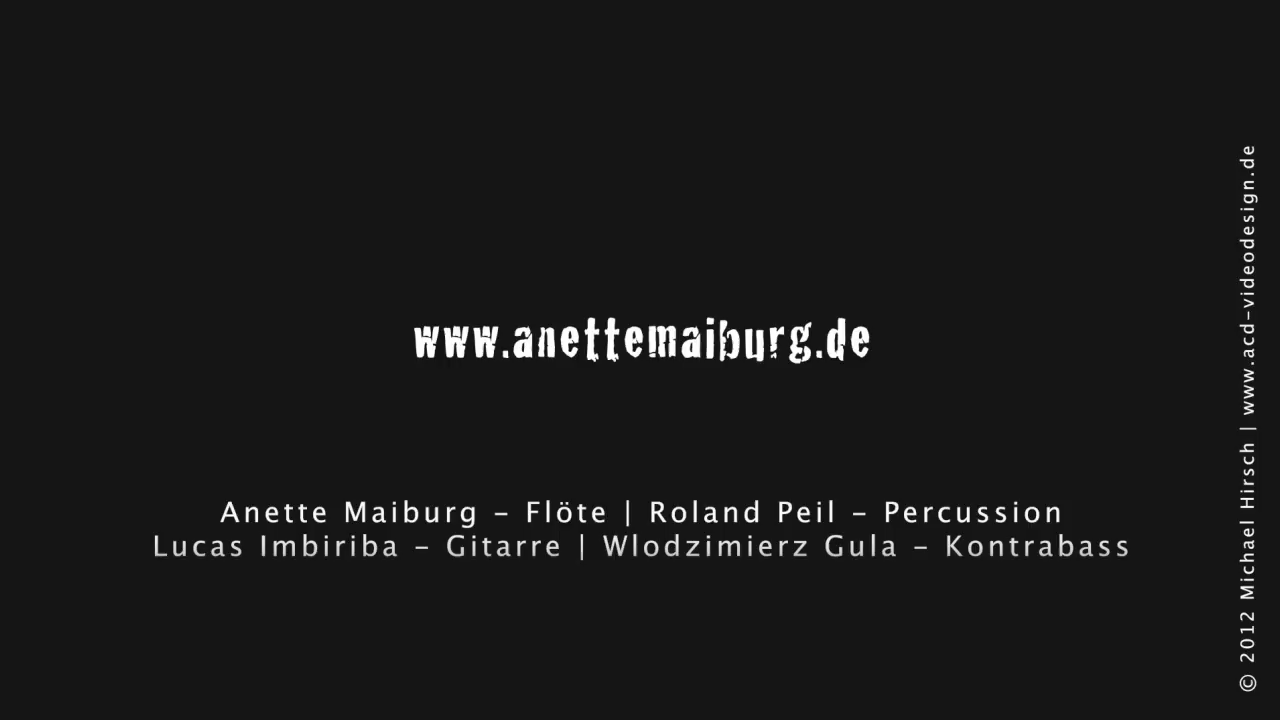 www.anettemaiburg.de
Anette Maiburg – Flöte | Roland Peil – Percussion
Lucas Imbiriba – Gitarre | Wlodzimierz Gula – Kontrabass
© 2012 Michael Hirsch | www.acd-videodesign.de